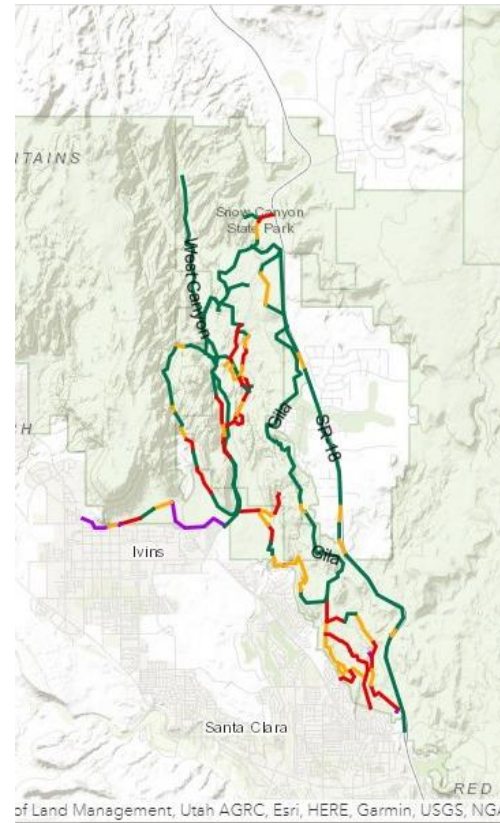 TAINS
Snow Canyon
State Park
West Canyon
H
Gila
SR 18
Ivins
Gila
Santa Clara
RED
of Land Management, Utah AGRC, Esri, HERE, Garmin, USGS, NGA